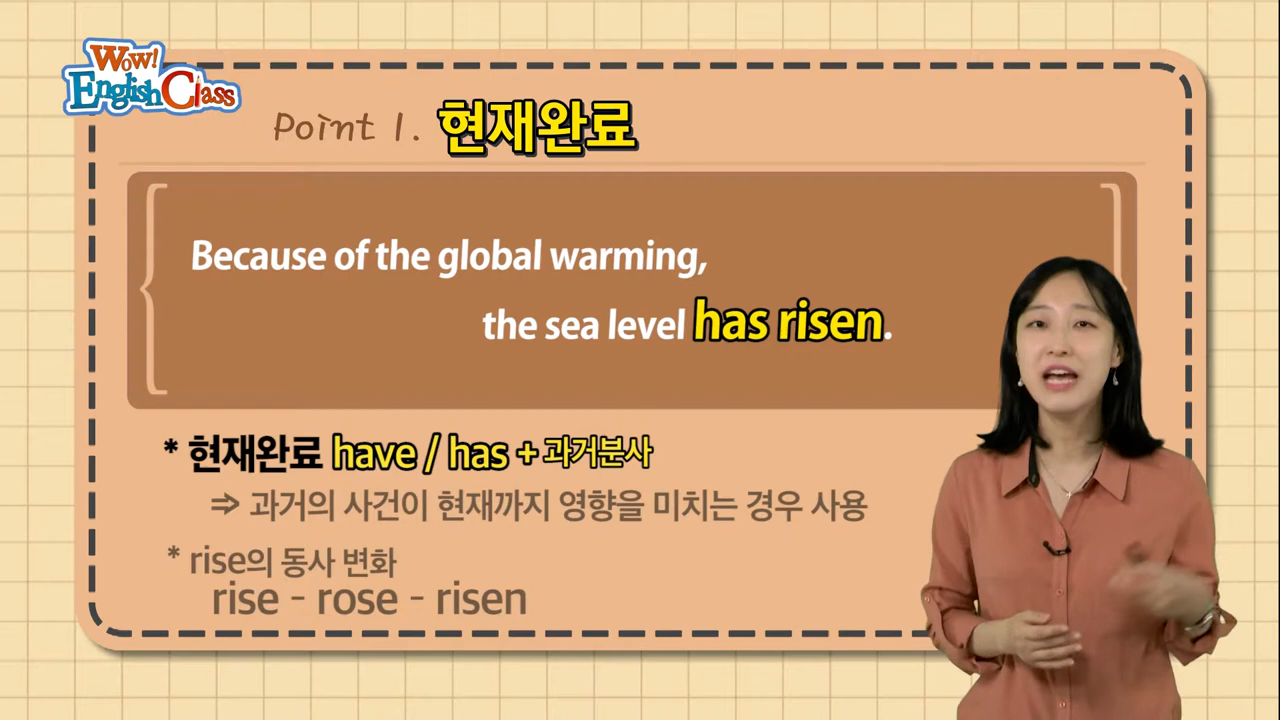 Wow!
English Class
Point 1. 현재완료
Because of the global warming,
the sea level has risen.
* 현재완료 have / has + 과거분사
⇒ 과거의 사건이 현재까지 영향을 미치는 경우 사용
* rise의 동사 변화
rise - rose - risen